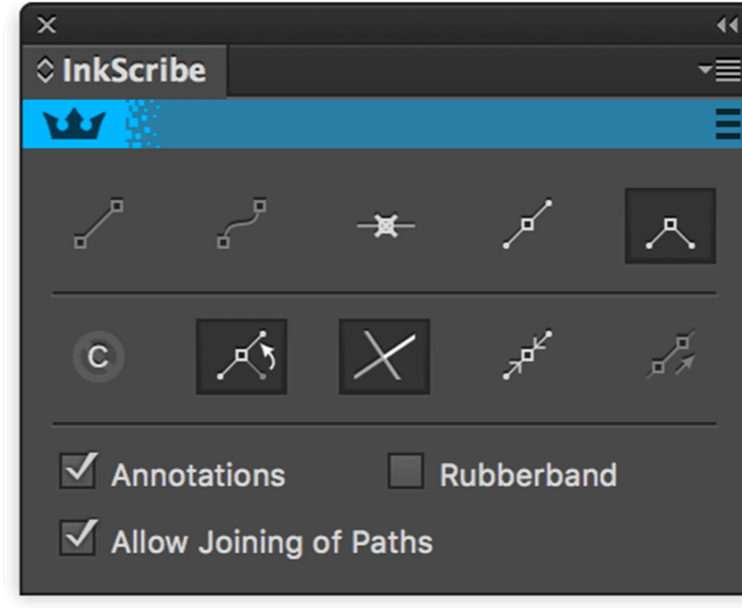 InkScribe
C
Annotations
Rubberband
Allow Joining of Paths